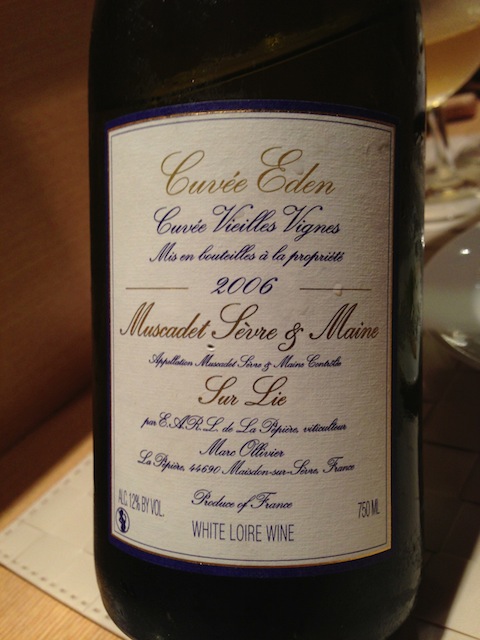 Cuvée Eden
Cuvée Vieilles Vignes
Mis en bouteilles à la propriété
2006
Muscadet Sèvre & Maine
Appellation Muscadet Sèvre & Maine Contrôlée
Sur Lie
par E.A.R.L. de La Pépière, viticulteur
Marc Ollivier
La Pépière, 44690 Maisdon-sur-Sèvre, France
Produce of France
ALC. 12% BY VOL.
750 ML
WHITE LOIRE WINE